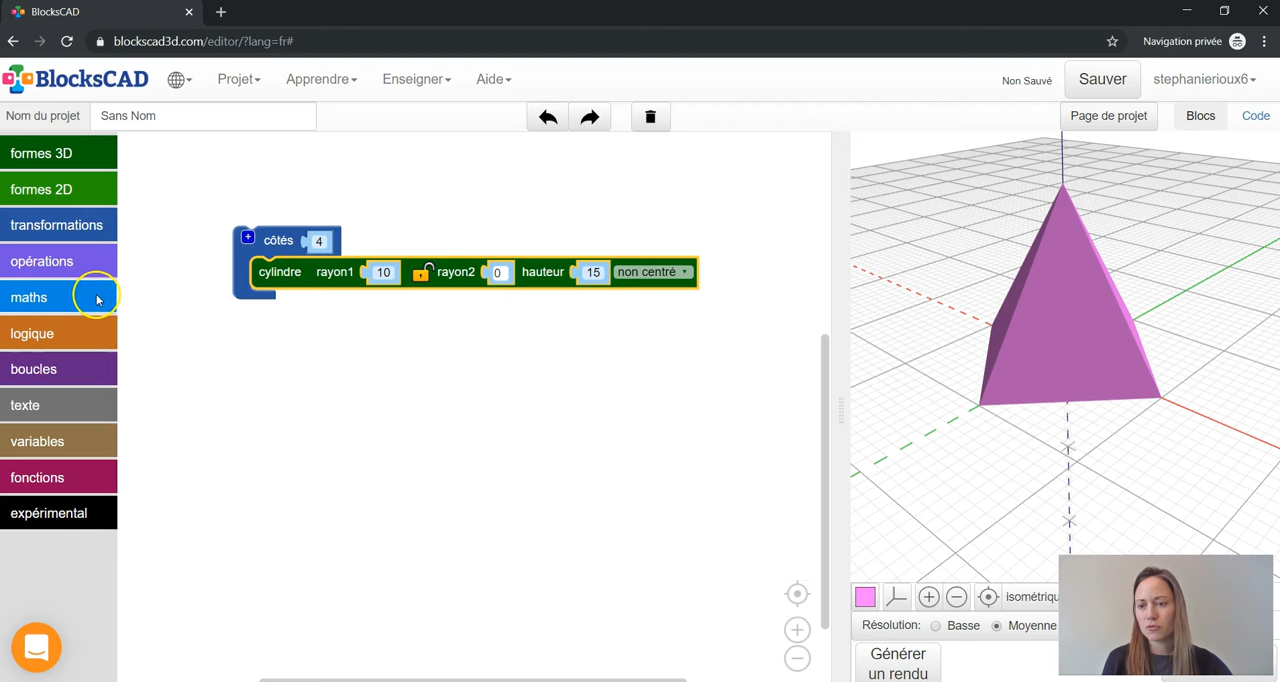 BlocksCAD
blockscad3d.com/editor/?lang=fr#
Navigation privée
BlocksCAD
Projet
Apprendre
Enseigner
Aide
Non Sauvé
Sauver
stephanierioux6
Nom du projet
Sans Nom
Page de projet
Blocs
Code
formes 3D
formes 2D
transformations
opérations
maths
logique
boucles
texte
variables
fonctions
expérimental
côtés 4
cylindre rayon1 10 rayon2 0 hauteur 15 non centré
isométriqu
Résolution: Basse Moyenne
Générer
un rendu